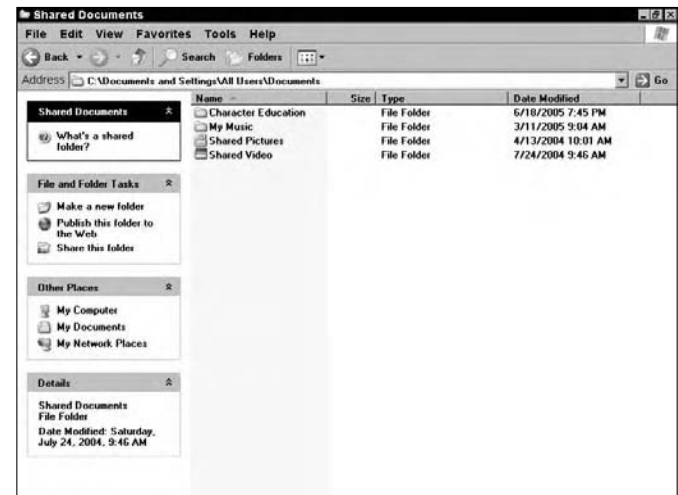 Shared Documents
File Edit View Favorites Tools Help
Back Search Folders
Address C:\Documents and Settings\All Users\Documents Go
Shared Documents
What's a shared
folder?
File and Folder Tasks
Make a new folder
Publish this folder to
the Web
Share this folder
Other Places
My Computer
My Documents
My Network Places
Details
Shared Documents
File Folder
Date Modified: Saturday,
July 24, 2004, 9:46 AM
Name Size Type Date Modified
Character Education File Folder 6/18/2005 7:45 PM
My Music File Folder 3/11/2005 9:04 AM
Shared Pictures File Folder 4/13/2004 10:01 AM
Shared Video File Folder 7/24/2004 9:46 AM